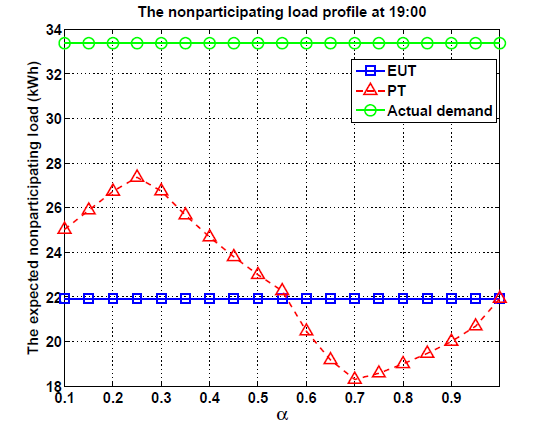 The nonparticipating load profile at 19:00
The expected nonparticipating load (kWh)
34
32
30
28
26
24
22
20
18
EUT
PT
Actual demand
0.1 0.2 0.3 0.4 0.5 0.6 0.7 0.8 0.9
α